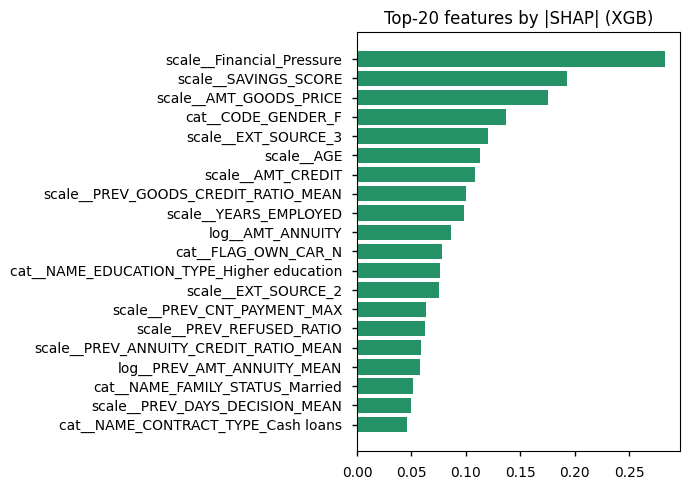 Top-20 features by |SHAP| (XGB)
scale__Financial_Pressure
scale__SAVINGS_SCORE
scale__AMT_GOODS_PRICE
cat__CODE_GENDER_F
scale__EXT_SOURCE_3
scale__AGE
scale__AMT_CREDIT
scale__PREV_GOODS_CREDIT_RATIO_MEAN
scale__YEARS_EMPLOYED
log__AMT_ANNUITY
cat__FLAG_OWN_CAR_N
cat__NAME_EDUCATION_TYPE_Higher education
scale__EXT_SOURCE_2
scale__PREV_CNT_PAYMENT_MAX
scale__PREV_REFUSED_RATIO
scale__PREV_ANNUITY_CREDIT_RATIO_MEAN
log__PREV_AMT_ANNUITY_MEAN
cat__NAME_FAMILY_STATUS_Married
scale__PREV_DAYS_DECISION_MEAN
cat__NAME_CONTRACT_TYPE_Cash loans
0.00 0.05 0.10 0.15 0.20 0.25